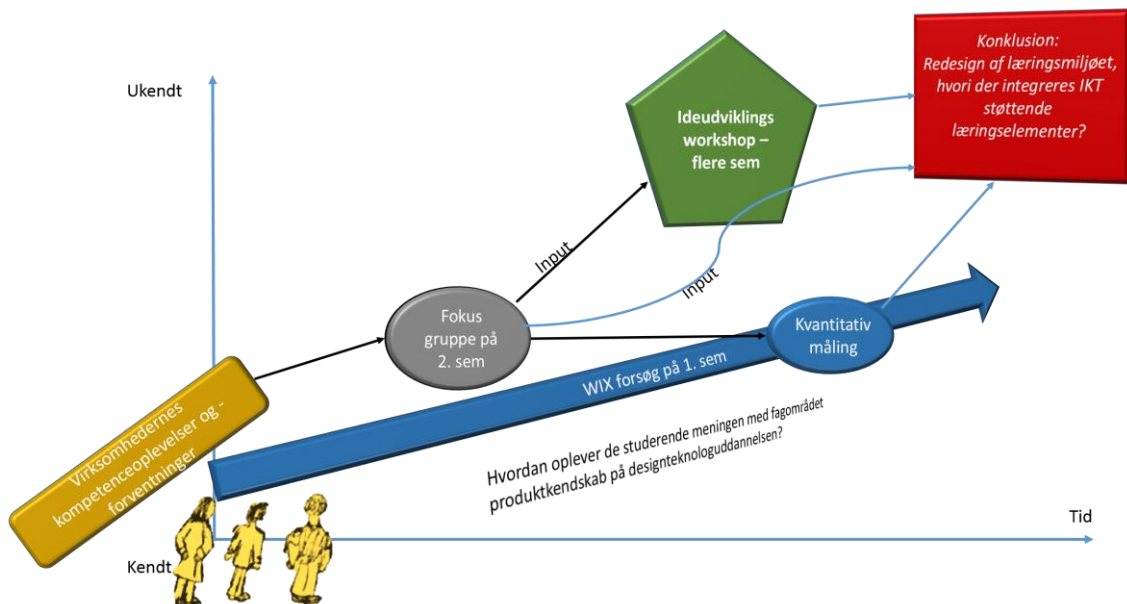 Ukendt
Ideudviklings
workshop –
flere sem
Konklusion:
Redesign af læringsmiljøet,
hvori der integreres IKT
støttende
læringselementer?
Input
Input
Fokus
gruppe på
2. sem
Kvantitativ
måling
WIX forsøg på 1. sem
Virksomhedernes
kompetenceoplevelser og -
forventninger
Hvordan oplever de studerende meningen med fagområdet
produktkendskab på designteknologuddannelsen?
Tid
Kendt